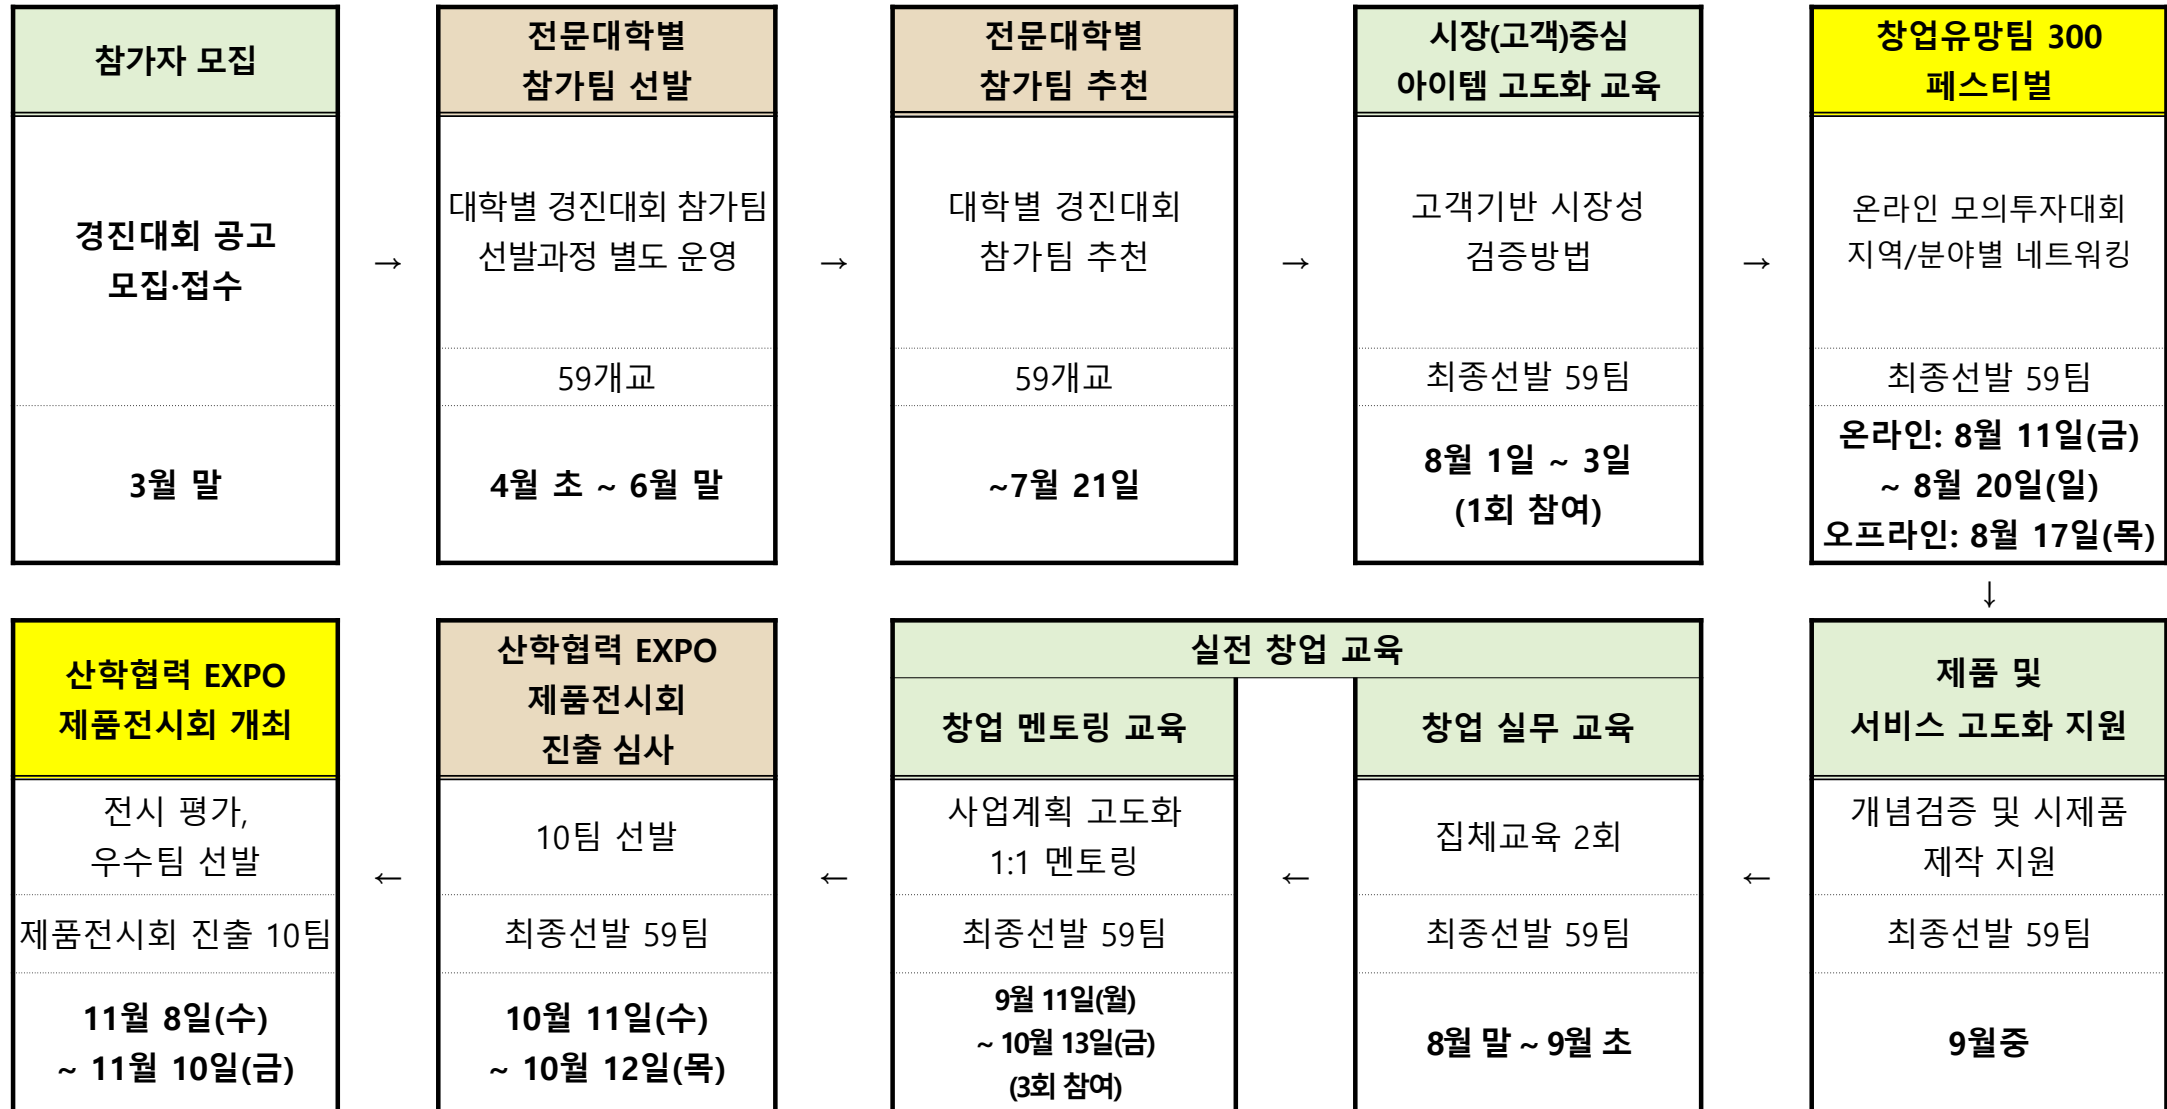 참가자 모집
경진대회 공고
모집·접수
3월 말
→
전문대학별
참가팀 선발
대학별 경진대회 참가팀
선발과정 별도 운영
59개교
4월 초 ~ 6월 말
→
전문대학별
참가팀 추천
대학별 경진대회
참가팀 추천
59개교
~7월 21일
→
시장(고객)중심
아이템 고도화 교육
고객기반 시장성
검증방법
최종선발 59팀
8월 1일 ~ 3일
(1회 참여)
→
창업유망팀 300
페스티벌
온라인 모의투자대회
지역/분야별 네트워킹
최종선발 59팀
온라인: 8월 11일(금)
~ 8월 20일(일)
오프라인: 8월 17일(목)
↓
제품 및
서비스 고도화 지원
개념검증 및 시제품
제작 지원
최종선발 59팀
9월중
←
실전 창업 교육
창업 실무 교육
집체교육 2회
최종선발 59팀
8월 말 ~ 9월 초
←
창업 멘토링 교육
사업계획 고도화
1:1 멘토링
최종선발 59팀
9월 11일(월)
~ 10월 13일(금)
(3회 참여)
←
산학협력 EXPO
제품전시회
진출 심사
10팀 선발
최종선발 59팀
10월 11일(수)
~ 10월 12일(목)
←
산학협력 EXPO
제품전시회 개최
전시 평가,
우수팀 선발
제품전시회 진출 10팀
11월 8일(수)
~ 11월 10일(금)